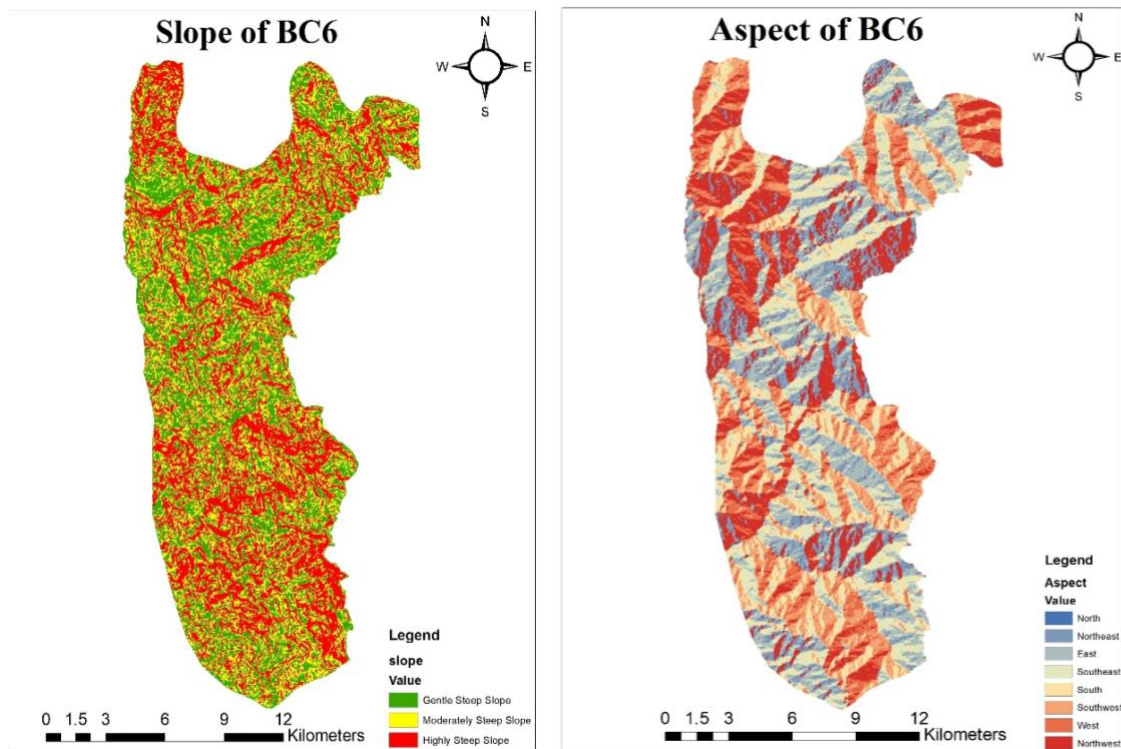 Slope of BC6
N
W E
S
Legend
slope
Value
Gentle Steep Slope
Moderately Steep Slope
Highly Steep Slope
0 1.5 3 6 9 12
Kilometers
Aspect of BC6
N
W E
S
Legend
Aspect
Value
North
Northeast
East
Southeast
South
Southwest
West
Northwest
0 1.5 3 6 9 12
Kilometers